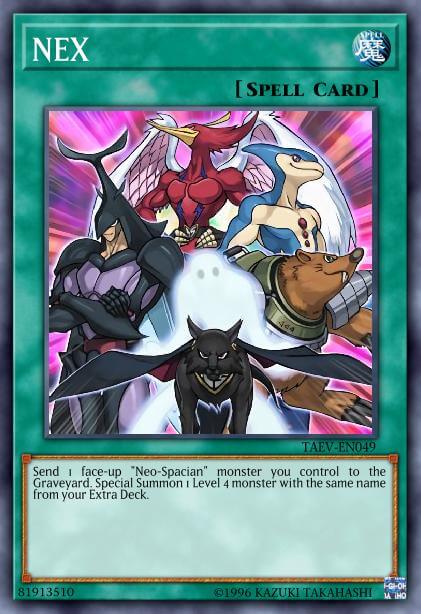 NEX
SPELL
魔
[SPELL CARD]
TAEV-EN049
Send 1 face-up "Neo-Spacian" monster you control to the
Graveyard. Special Summon 1 Level 4 monster with the same name
from your Extra Deck.
81913510
©1996 KAZUKI TAKAHASHI